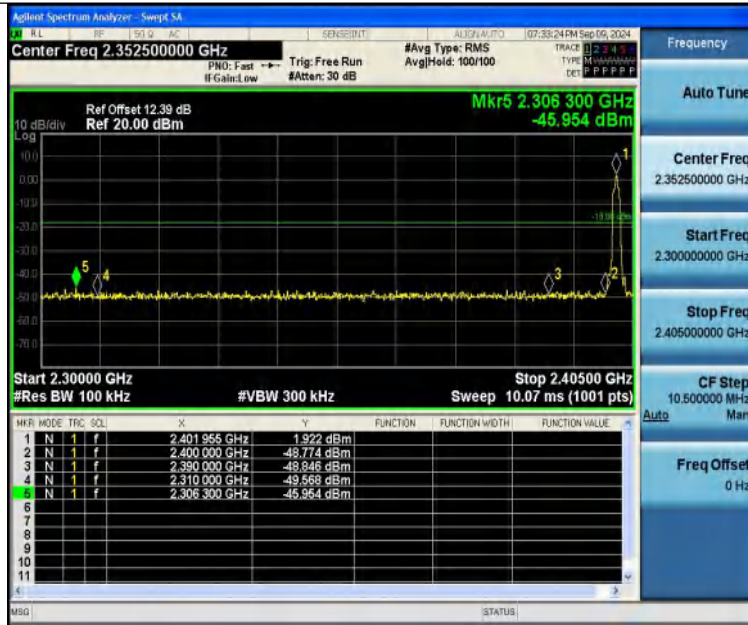 Agilent Spectrum Analyzer - Swept SA
RL RF 50 Ω AC SENSE:INT ALIGN AUTO 07:33:24 PM Sep 09, 2024
Center Freq 2.352500000 GHz
PNO: Fast
IFGain:Low
Trig: Free Run
#Atten: 30 dB
#Avg Type: RMS
Avg|Hold: 100/100
TRACE 1 2 3 4 5 6
TYPE M
DET P P P P P P
Frequency
Ref Offset 12.39 dB
10 dB/div Ref 20.00 dBm
Log
Mkr5 2.306 300 GHz
-45.954 dBm
10.0
0.00
-10.0
-20.0
-30.0
-40.0
-50.0
-60.0
-70.0
1
2
3
4
5
Start 2.30000 GHz Stop 2.40500 GHz
#Res BW 100 kHz #VBW 300 kHz Sweep 10.07 ms (1001 pts)
MKR MODE TRC SCL X Y FUNCTION FUNCTION WIDTH FUNCTION VALUE
1 N 1 f 2.401 955 GHz 1.922 dBm
2 N 1 f 2.400 000 GHz -48.774 dBm
3 N 1 f 2.390 000 GHz -48.846 dBm
4 N 1 f 2.310 000 GHz -49.568 dBm
5 N 1 f 2.306 300 GHz -45.954 dBm
6
7
8
9
10
11
MSG STATUS
Auto Tune
Center Freq
2.352500000 GHz
Start Freq
2.300000000 GHz
Stop Freq
2.405000000 GHz
CF Step
10.500000 MHz
Auto Man
Freq Offset
0 Hz